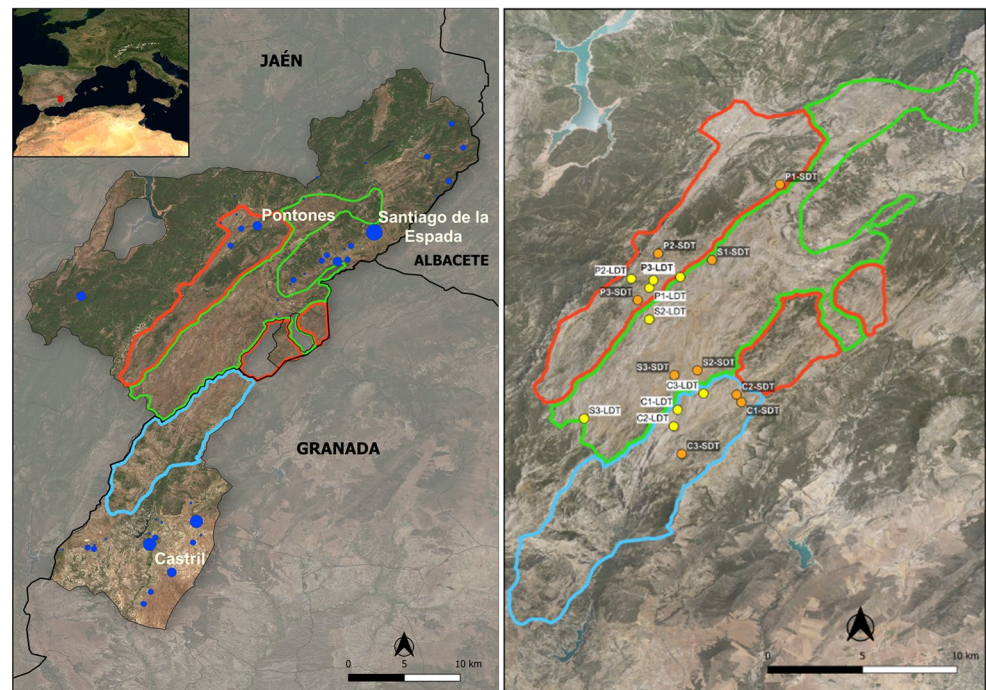 JAÉN
Pontones
Santiago de la
Espada
ALBACETE
GRANADA
Castril
0 5 10 km
P1-SDT
P2-SDT
S1-SDT
P2-LDT
P3-LDT
P3-SDT
P1-LDT
S2-LDT
S3-SDT
S2-SDT
C3-LDT
C2-SDT
C1-LDT
C1-SDT
S3-LDT
C2-LDT
C3-SDT
0 5 10 km